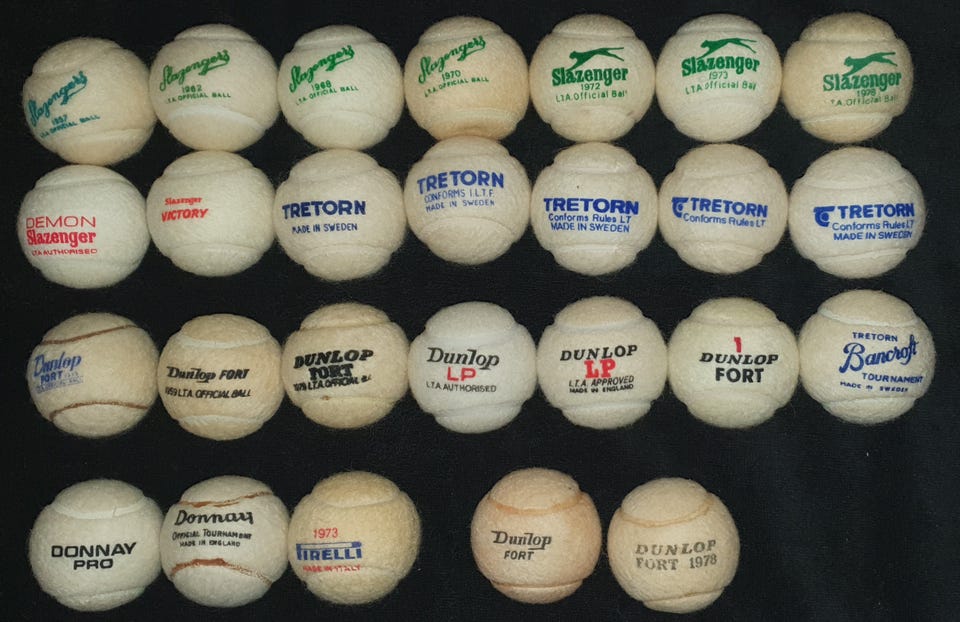 Slazengers
1957
L.T.A. OFFICIAL BALL
Slazengers
1962
L.T.A. OFFICIAL BALL
Slazengers
1968
L.T.A. OFFICIAL BALL
Slazengers
1970
L.T.A. OFFICIAL BALL
Slazenger
1972
L.T.A. Official Ball
Slazenger
1973
L.T.A. Official Ball
Slazenger
1978
L.T.A. OFFICIAL BALL
DEMON
Slazenger
LTA AUTHORISED
Slazenger
VICTORY
TRETORN
MADE IN SWEDEN
TRETORN
CONFORMS I.L.T.F.
MADE IN SWEDEN
TRETORN
Conforms Rules LT
MADE IN SWEDEN
TRETORN
Conforms Rules LT
TRETORN
Conforms Rules LT
MADE IN SWEDEN
Dunlop
FORT
Dunlop FORT
1959 L.T.A. OFFICIAL BALL
DUNLOP
FORT
L.T.A. OFFICIAL BALL
Dunlop
LP
L.T.A. AUTHORISED
DUNLOP
LP
L.T.A. APPROVED
MADE IN ENGLAND
1
DUNLOP
FORT
TRETORN
Bancroft
TOURNAMENT
MADE IN SWEDEN
DONNAY
PRO
Donnay
OFFICIAL TOURNAMENT
MADE IN ENGLAND
1973
PIRELLI
MADE IN ITALY
Dunlop
FORT
DUNLOP
FORT 1978